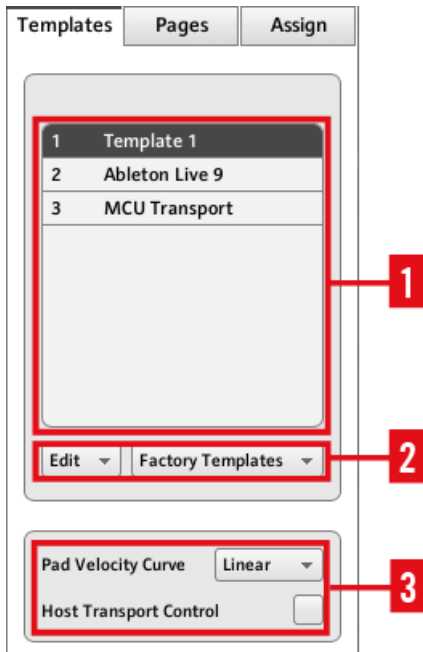 Templates Pages Assign
1 Template 1
2 Ableton Live 9
3 MCU Transport
1
Edit Factory Templates
2
Pad Velocity Curve Linear
3
Host Transport Control